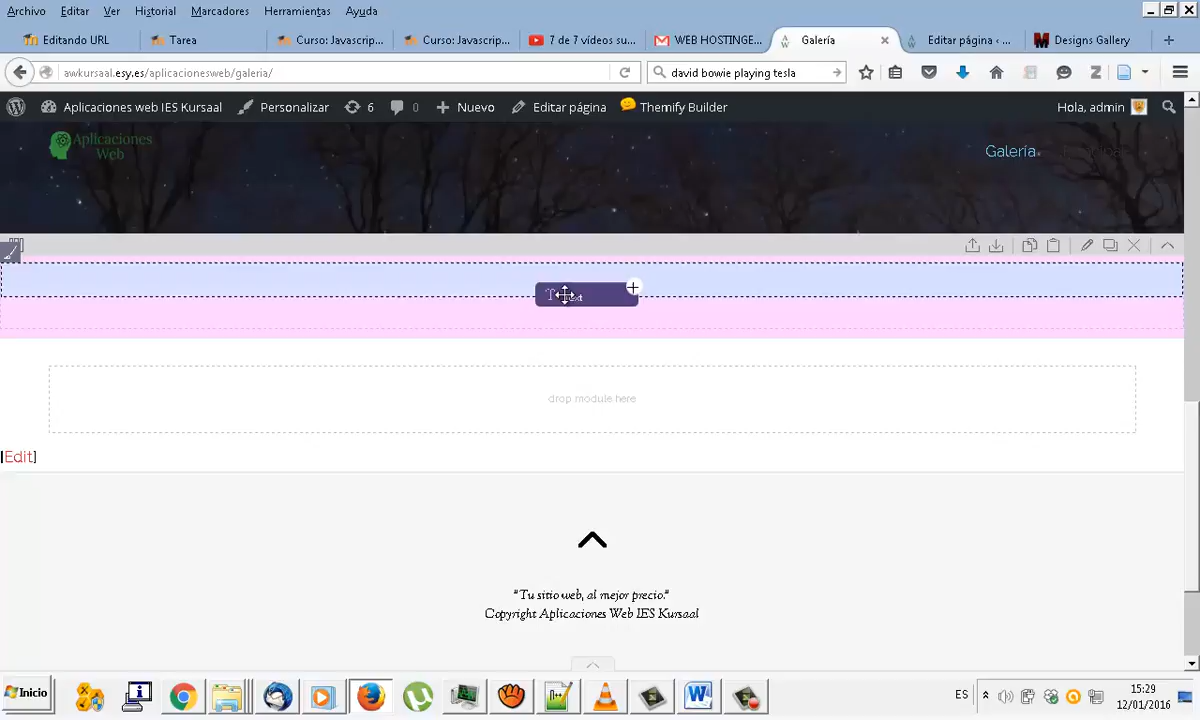 Archivo Editar Ver Historial Marcadores Herramientas Ayuda
Editando URL Tarea Curso: Javascrip... Curso: Javascrip... 7 de 7 vídeos su... WEB HOSTINGE... Galería Editar página ‹ ... Designs Gallery
awkursaal.esy.es/aplicacionesweb/galeria/ david bowie playing tesla
Aplicaciones web IES Kursaal Personalizar 6 0 Nuevo Editar página Themify Builder Hola, admin
Aplicaciones
Web
Galería
drop module here
[Edit]
"Tu sitio web, al mejor precio."
Copyright Aplicaciones Web IES Kursaal
Inicio ES 15:29
12/01/2016